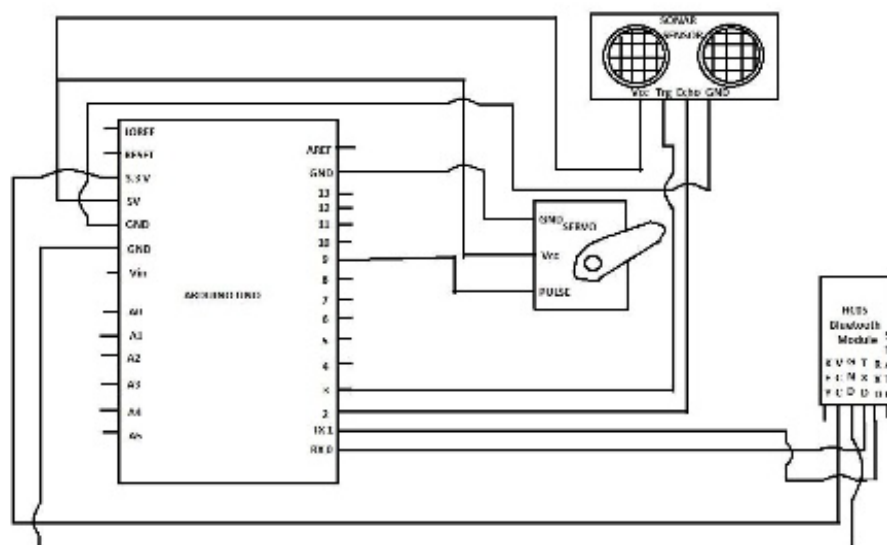 SONAR
SENSOR
Vcc Trg Echo GND
IOREF
RESET
3.3 V
5V
GND
GND
Vin
A0
A1
A2
A3
A4
A5
ARDUINO UNO
AREF
GND
13
12
11
10
9
8
7
6
5
4
3
2
TX 1
RX 0
GND
SERVO
Vcc
PULSE
HC05
Bluetooth
Module